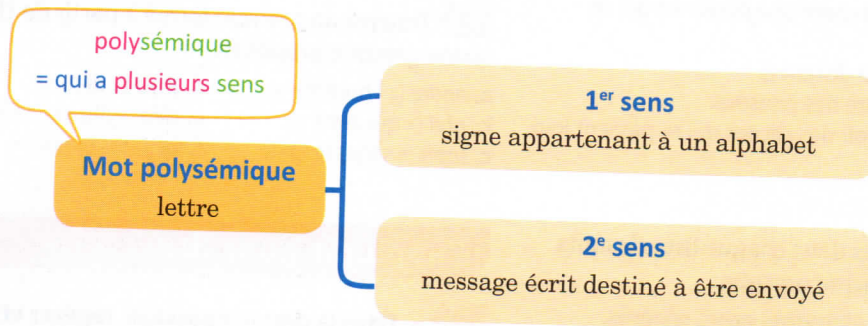 polysémique
= qui a plusieurs sens
Mot polysémique
lettre
1er sens
signe appartenant à un alphabet
2e sens
message écrit destiné à être envoyé